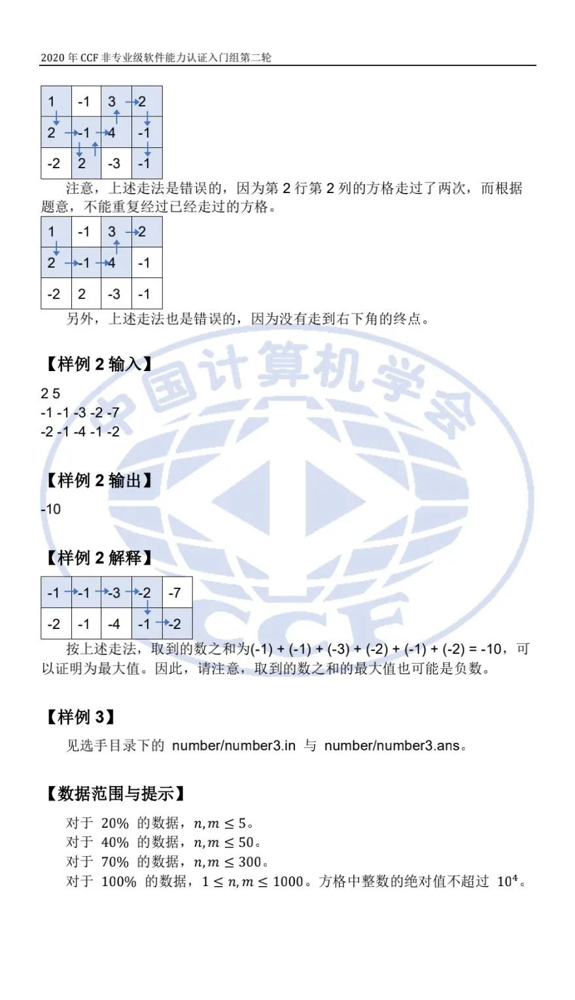 2020 年 CCF 非专业级软件能力认证入门组第二轮
1 -1 3 2
2 -1 4 -1
-2 2 -3 -1
注意，上述走法是错误的，因为第 2 行第 2 列的方格走过了两次，而根据
题意，不能重复经过已经走过的方格。
1 -1 3 2
2 -1 4 -1
-2 2 -3 -1
另外，上述走法也是错误的，因为没有走到右下角的终点。
中国计算机学会
【样例 2 输入】
2 5
-1 -1 -3 -2 -7
-2 -1 -4 -1 -2
【样例 2 输出】
-10
【样例 2 解释】
-1 -1 -3 -2 -7
-2 -1 -4 -1 -2
CCF
按上述走法，取到的数之和为(-1) + (-1) + (-3) + (-2) + (-1) + (-2) = -10，可
以证明为最大值。因此，请注意，取到的数之和的最大值也可能是负数。
【样例 3】
见选手目录下的 number/number3.in 与 number/number3.ans。
【数据范围与提示】
对于 20% 的数据，n, m ≤ 5。
对于 40% 的数据，n, m ≤ 50。
对于 70% 的数据，n, m ≤ 300。
对于 100% 的数据，1 ≤ n, m ≤ 1000。方格中整数的绝对值不超过 10⁴。